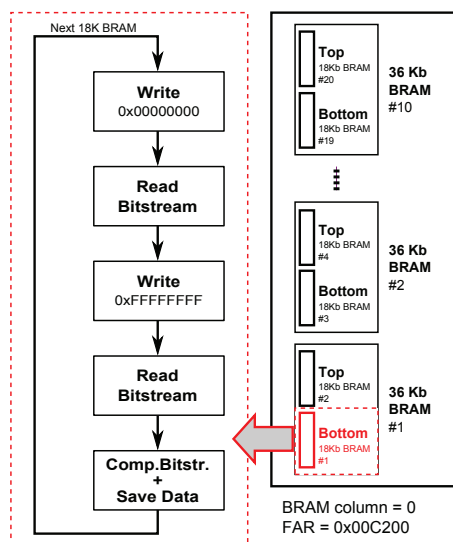 Next 18K BRAM
Write
0x00000000
Read
Bitstream
Write
0xFFFFFFFF
Read
Bitstream
Comp.Bitstr.
+
Save Data
Top
18Kb BRAM
#20
Bottom
18Kb BRAM
#19
36 Kb
BRAM
#10
Top
18Kb BRAM
#4
Bottom
18Kb BRAM
#3
36 Kb
BRAM
#2
Top
18Kb BRAM
#2
Bottom
18Kb BRAM
#1
36 Kb
BRAM
#1
BRAM column = 0
FAR = 0x00C200